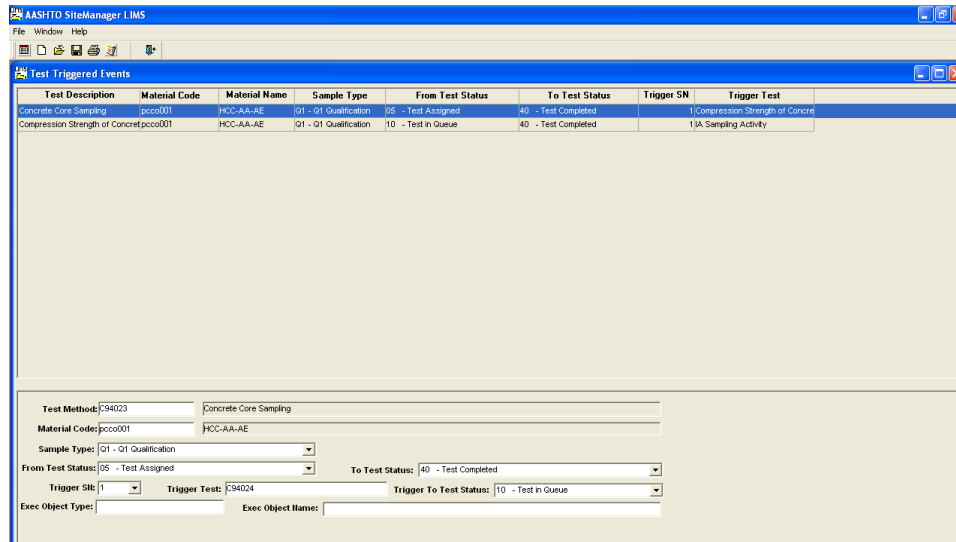 AASHTO SiteManager LIMS
File Window Help
Test Triggered Events
Test Description Material Code Material Name Sample Type From Test Status To Test Status Trigger SN Trigger Test
Concrete Core Sampling pcco001 HCC-AA-AE Q1 - Q1 Qualification 05 - Test Assigned 40 - Test Completed 1 Compression Strength of Concre
Compression Strength of Concret pcco001 HCC-AA-AE Q1 - Q1 Qualification 10 - Test in Queue 40 - Test Completed 1 IA Sampling Activity
Test Method: C94023 Concrete Core Sampling
Material Code: pcco001 HCC-AA-AE
Sample Type: Q1 - Q1 Qualification
From Test Status: 05 - Test Assigned To Test Status: 40 - Test Completed
Trigger SN: 1 Trigger Test: C94024 Trigger To Test Status: 10 - Test in Queue
Exec Object Type: Exec Object Name: